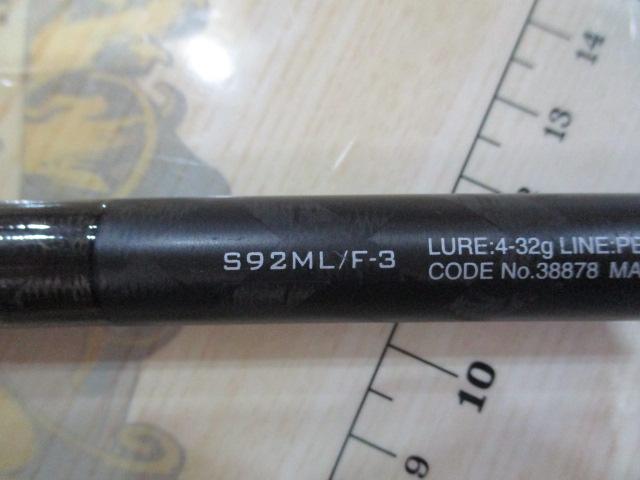 S92ML/F-3
LURE:4-32g LINE:PE
CODE No.38878 MA
14
13
10
9